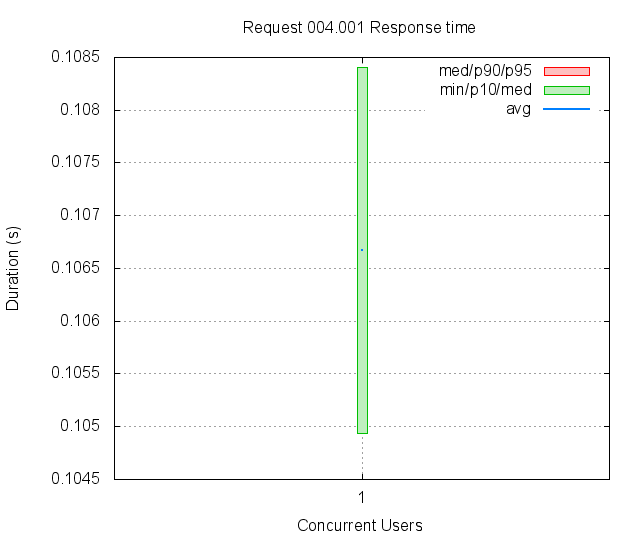 Request 004.001 Response time
0.1085
0.108
0.1075
0.107
0.1065
0.106
0.1055
0.105
0.1045
Duration (s)
med/p90/p95
min/p10/med
avg
1
Concurrent Users